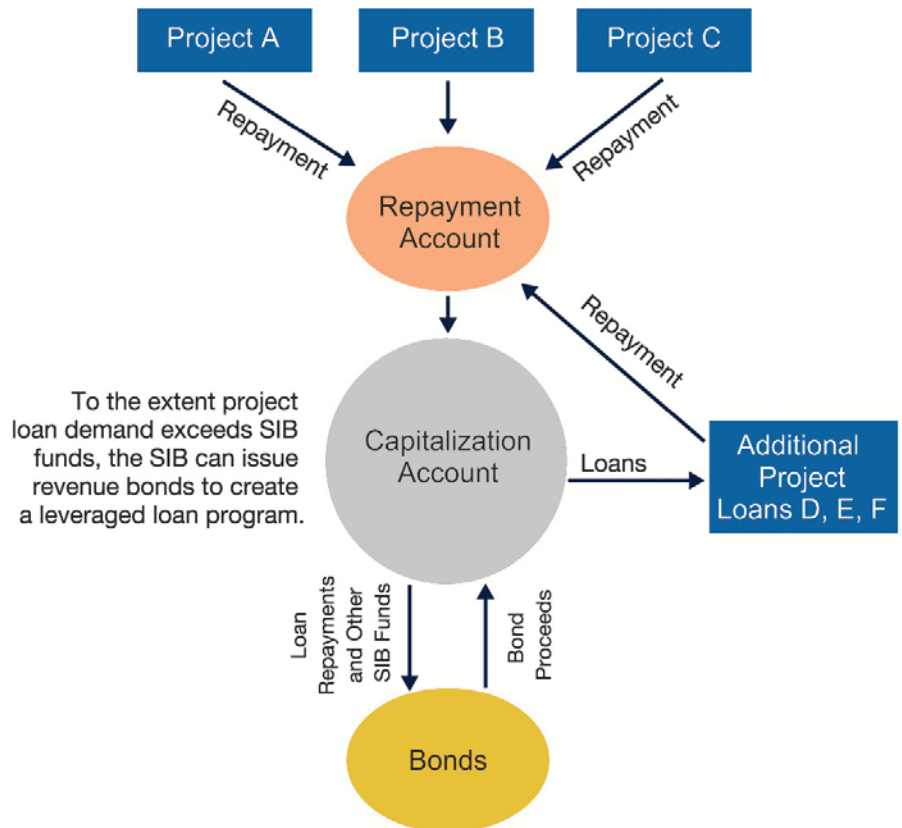 Project A
Project B
Project C
Repayment
Repayment
Repayment
Account
Repayment
To the extent project
loan demand exceeds SIB
funds, the SIB can issue
revenue bonds to create
a leveraged loan program.
Capitalization
Account
Loans
Additional
Project
Loans D, E, F
Loan
Repayments
and Other
SIB Funds
Bond
Proceeds
Bonds